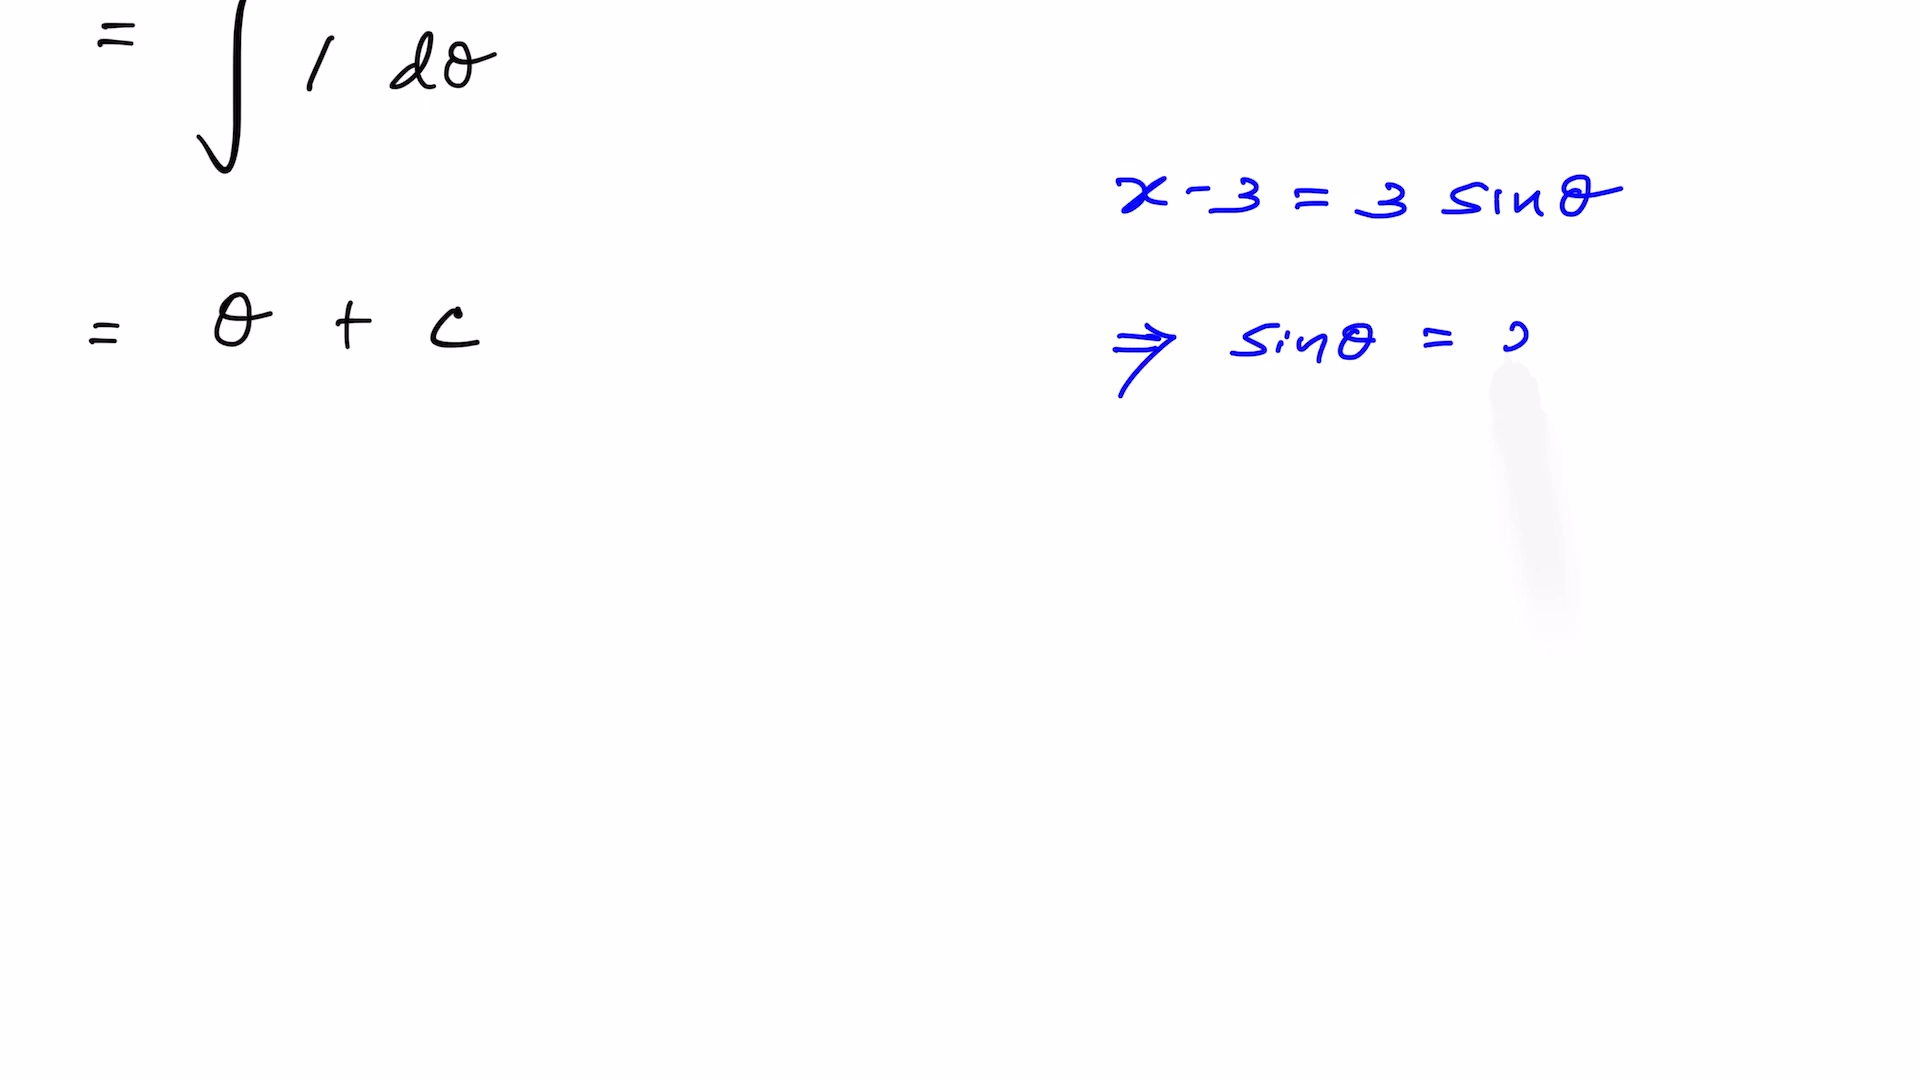 = ∫ 1 dθ
= θ + c
x - 3 = 3 sinθ
⇒ sinθ =